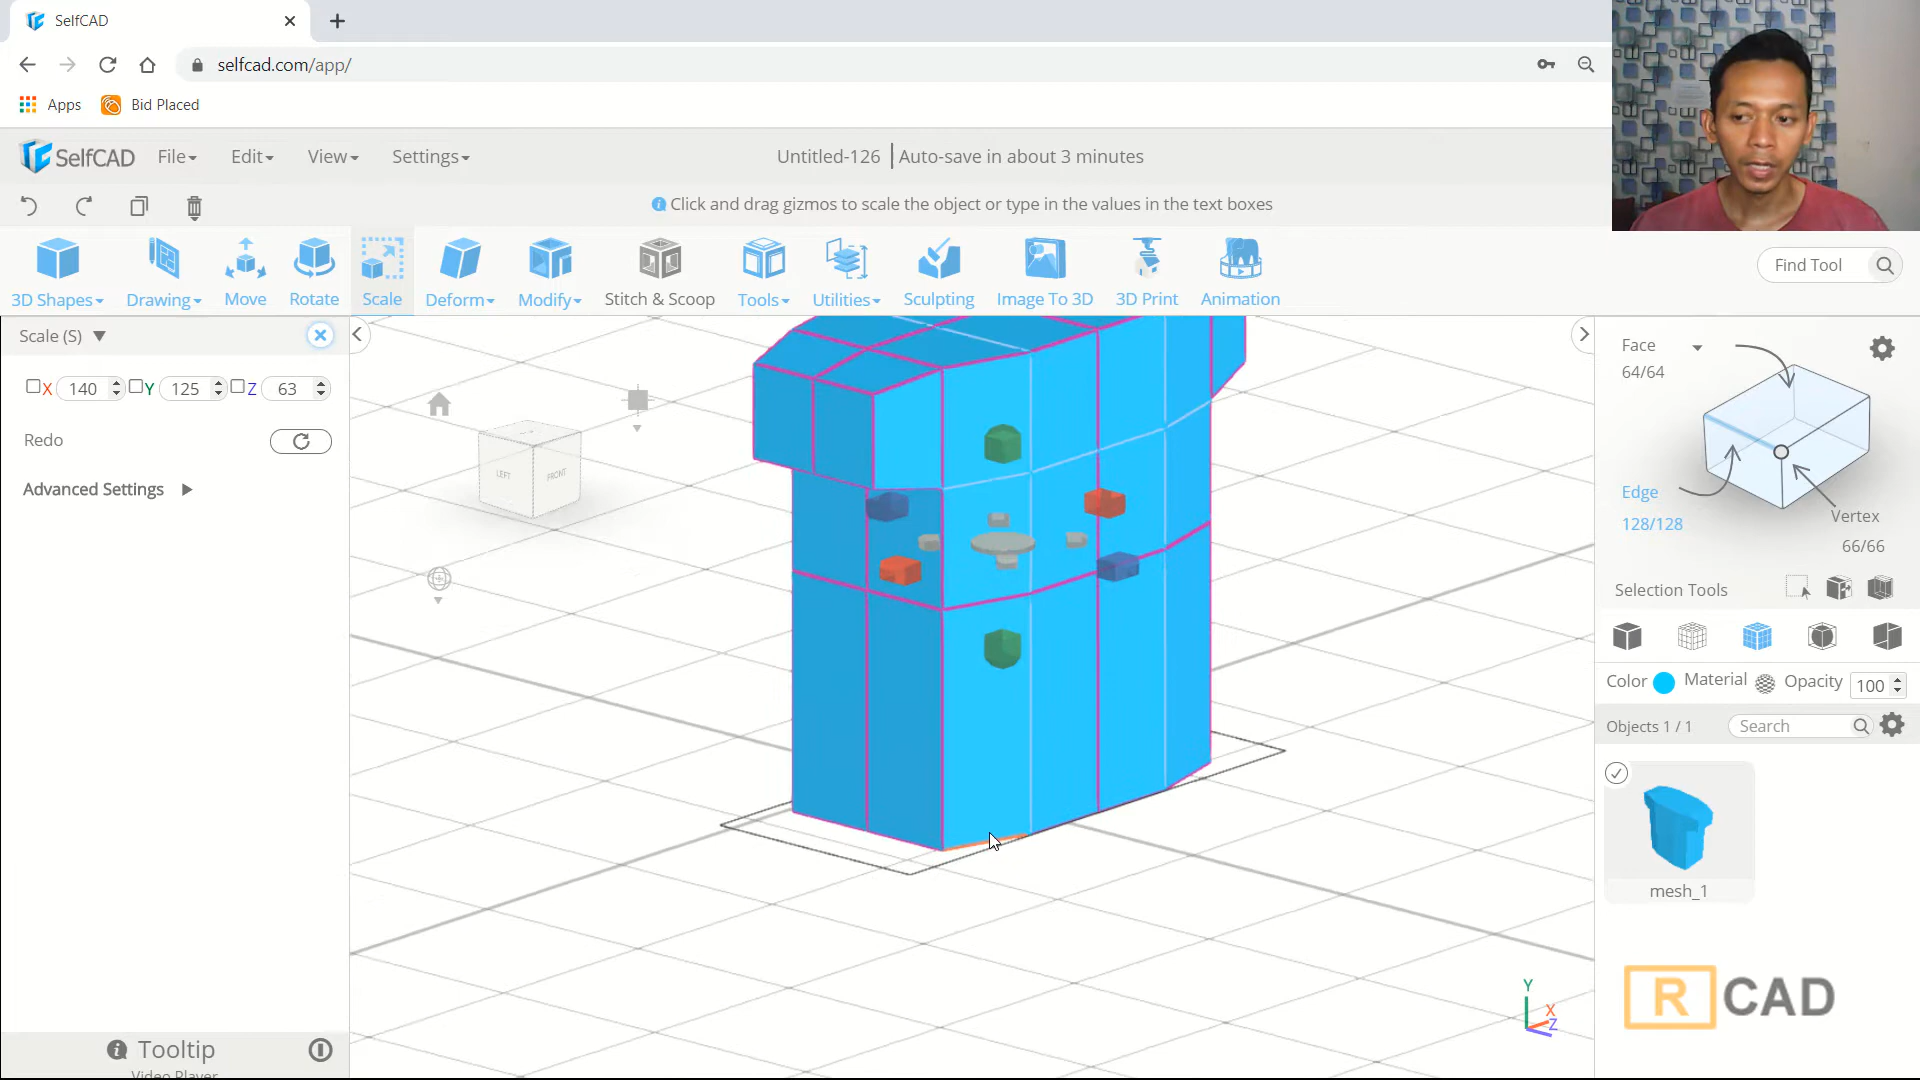 SelfCAD
selfcad.com/app/
Apps Bid Placed
SelfCAD File Edit View Settings Untitled-126 Auto-save in about 3 minutes
Click and drag gizmos to scale the object or type in the values in the text boxes
3D Shapes Drawing Move Rotate Scale Deform Modify Stitch & Scoop Tools Utilities Sculpting Image To 3D 3D Print Animation Find Tool
Scale (S)
X 140 Y 125 Z 63
Redo
Advanced Settings
LEFT FRONT
Face
64/64
Edge
128/128
Vertex
66/66
Selection Tools
Color Material Opacity 100
Objects 1 / 1 Search
mesh_1
Y
X
Z
R CAD
Tooltip
Video Player